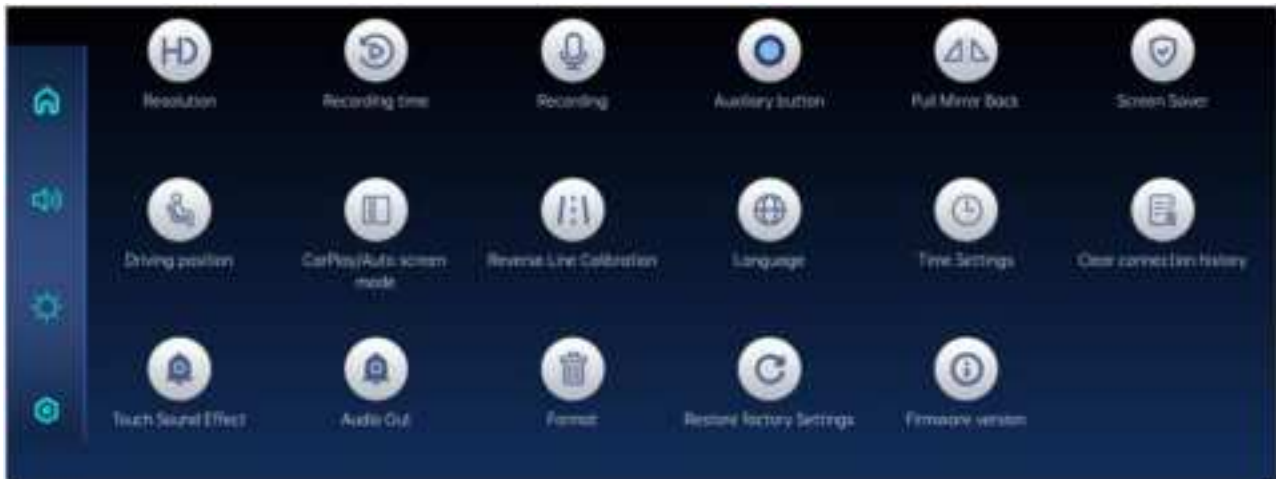 HD
Resolution
Recording time
Recording
Auxiliary button
Pull Mirror Back
Screen Saver
Driving position
CarPlay/Auto screen
mode
Reverse Line Calibration
Language
Time Settings
Clear connection history
Touch Sound Effect
Audio Out
Format
Restore Factory Settings
Firmware version